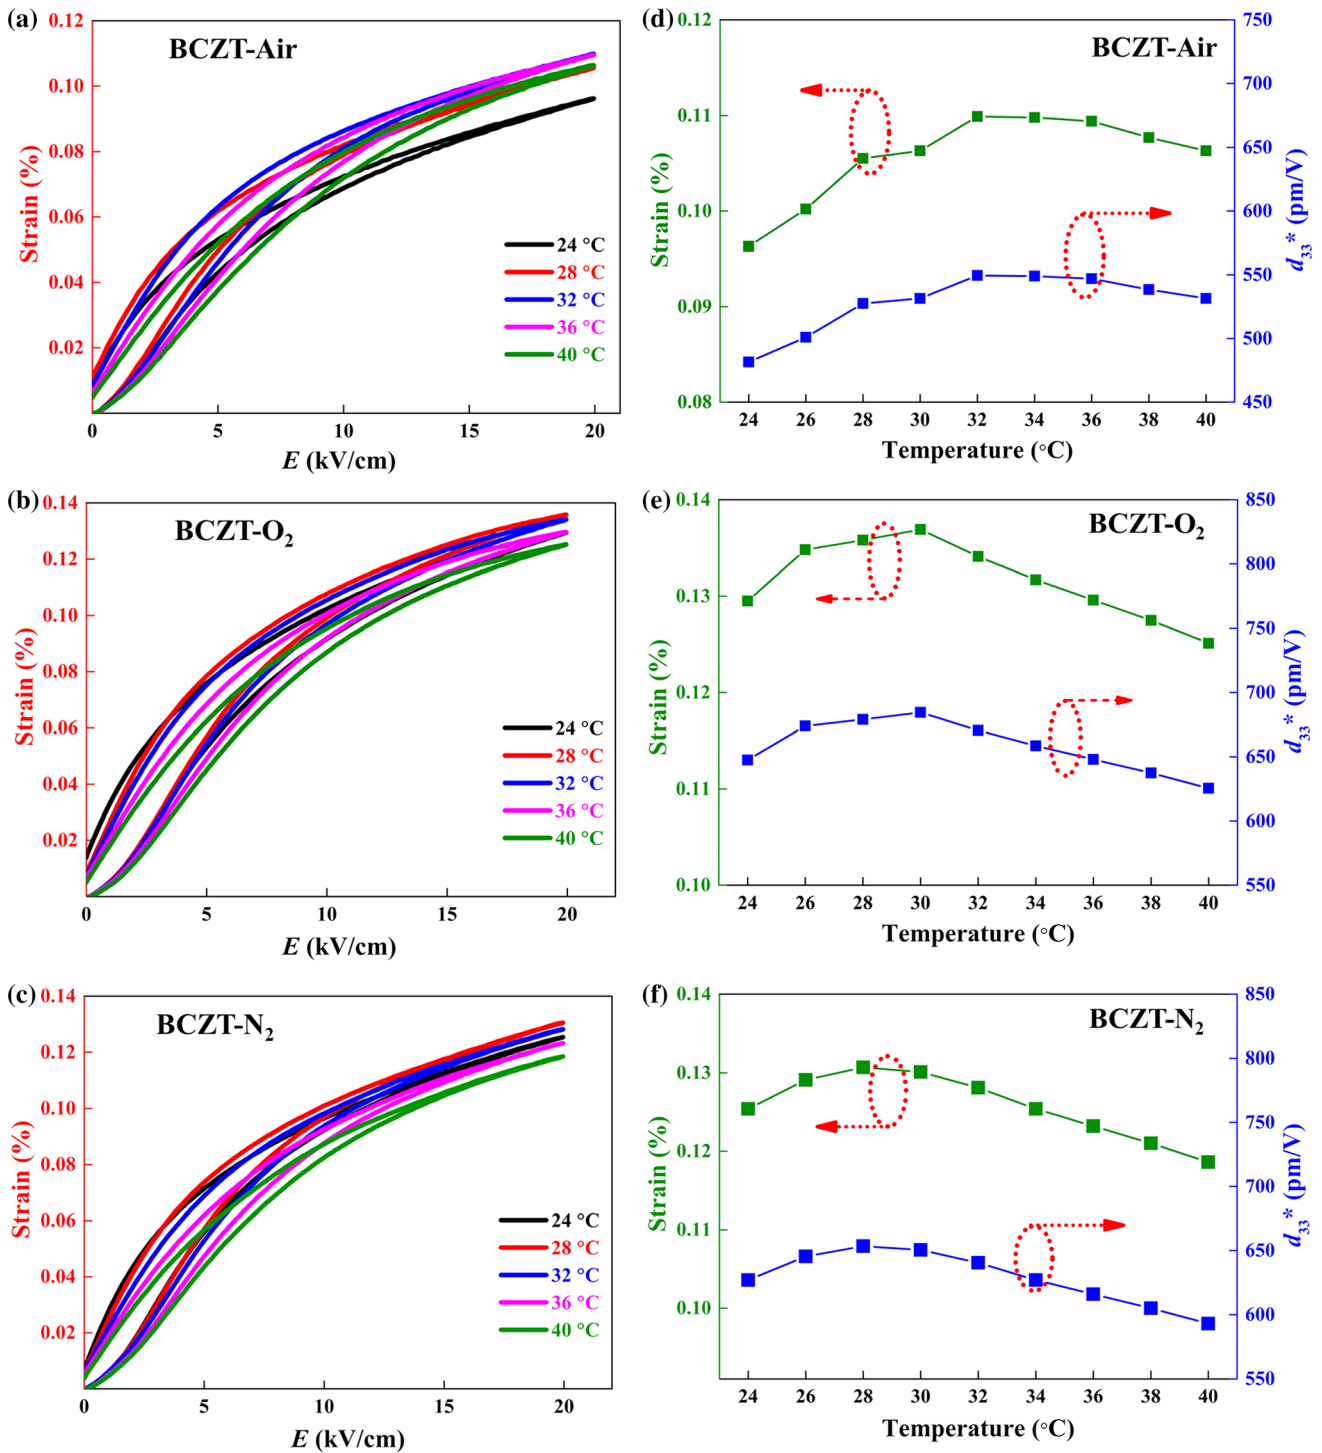 (a)
BCZT-Air
Strain (%)
0.12
0.10
0.08
0.06
0.04
0.02
24 °C
28 °C
32 °C
36 °C
40 °C
0 5 10 15 20
E (kV/cm)
(d)
BCZT-Air
Strain (%)
0.12
0.11
0.10
0.09
0.08
750
700
650
600
550
500
450
d33* (pm/V)
24 26 28 30 32 34 36 38 40
Temperature (°C)
(b)
BCZT-O2
Strain (%)
0.14
0.12
0.10
0.08
0.06
0.04
0.02
24 °C
28 °C
32 °C
36 °C
40 °C
0 5 10 15 20
E (kV/cm)
(e)
BCZT-O2
Strain (%)
0.14
0.13
0.12
0.11
0.10
850
800
750
700
650
600
550
d33* (pm/V)
24 26 28 30 32 34 36 38 40
Temperature (°C)
(c)
BCZT-N2
Strain (%)
0.14
0.12
0.10
0.08
0.06
0.04
0.02
24 °C
28 °C
32 °C
36 °C
40 °C
0 5 10 15 20
E (kV/cm)
(f)
BCZT-N2
Strain (%)
0.14
0.13
0.12
0.11
0.10
850
800
750
700
650
600
550
d33* (pm/V)
24 26 28 30 32 34 36 38 40
Temperature (°C)